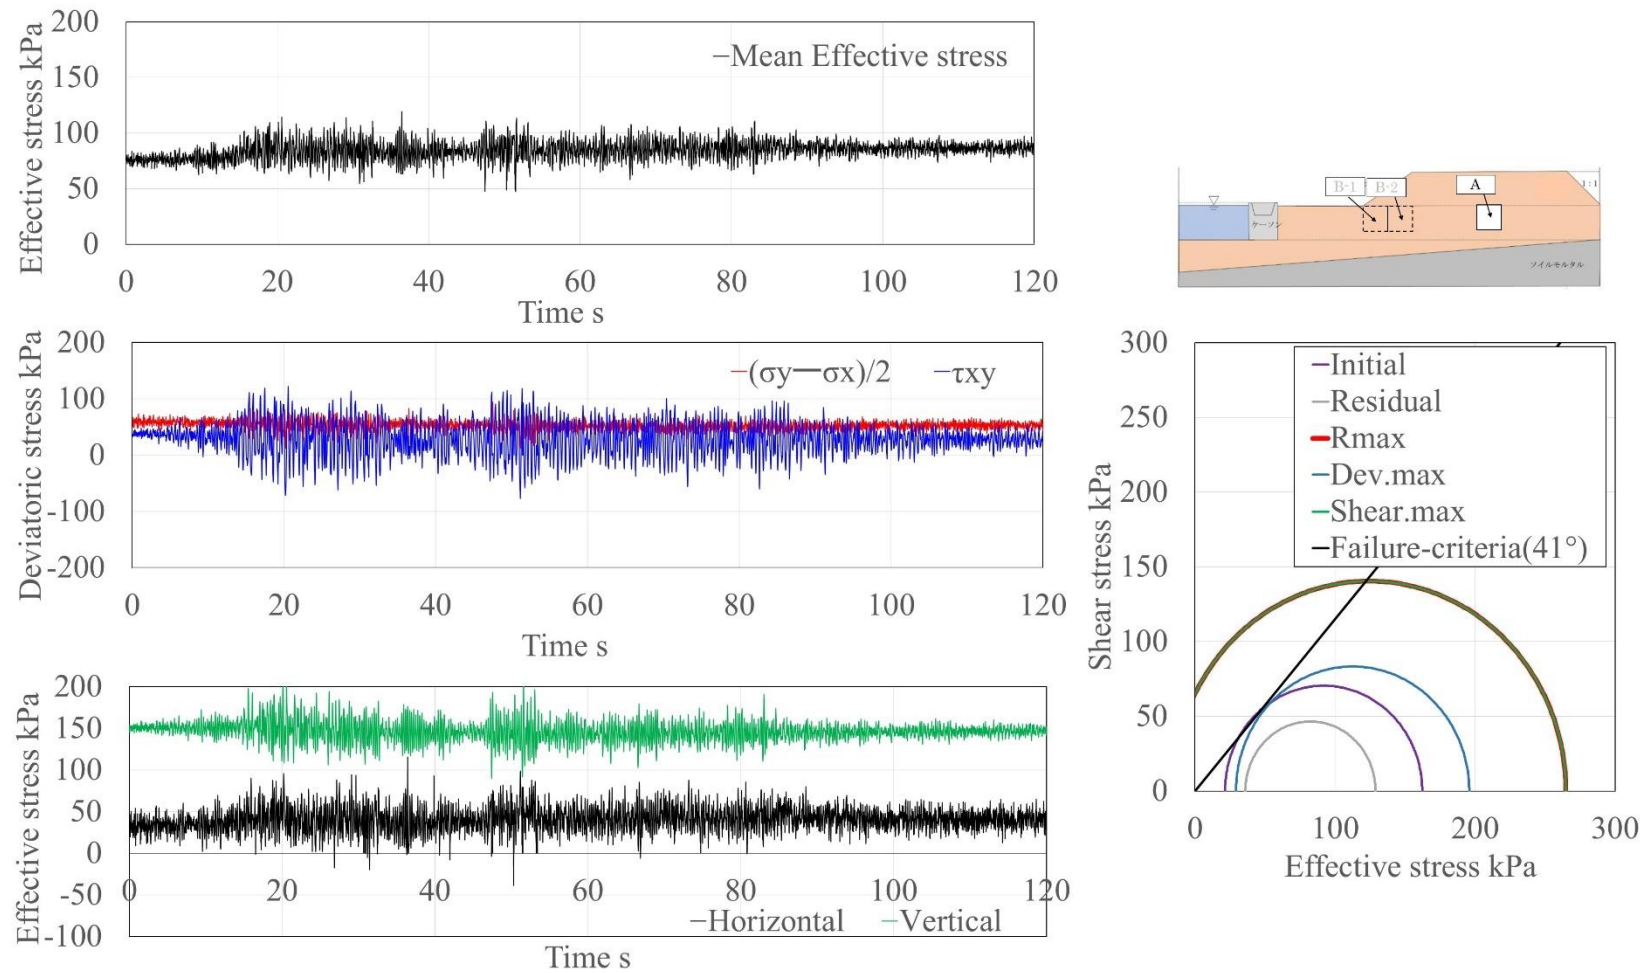 Effective stress kPa
200
150
100
50
0
−Mean Effective stress
0 20 40 60 80 100 120
Time s
Deviatoric stress kPa
200
100
0
-100
-200
−(σy−σx)/2 −τxy
0 20 40 60 80 100 120
Time s
Effective stress kPa
200
150
100
50
0
-50
-100
0 20 40 60 80 100 120
−Horizontal −Vertical
Time s
B-1 B-2 A 1:1
ケーソン
ソイルモルタル
Shear stress kPa
300
250
200
150
100
50
0
Initial
Residual
Rmax
Dev.max
Shear.max
Failure-criteria(41°)
0 100 200 300
Effective stress kPa